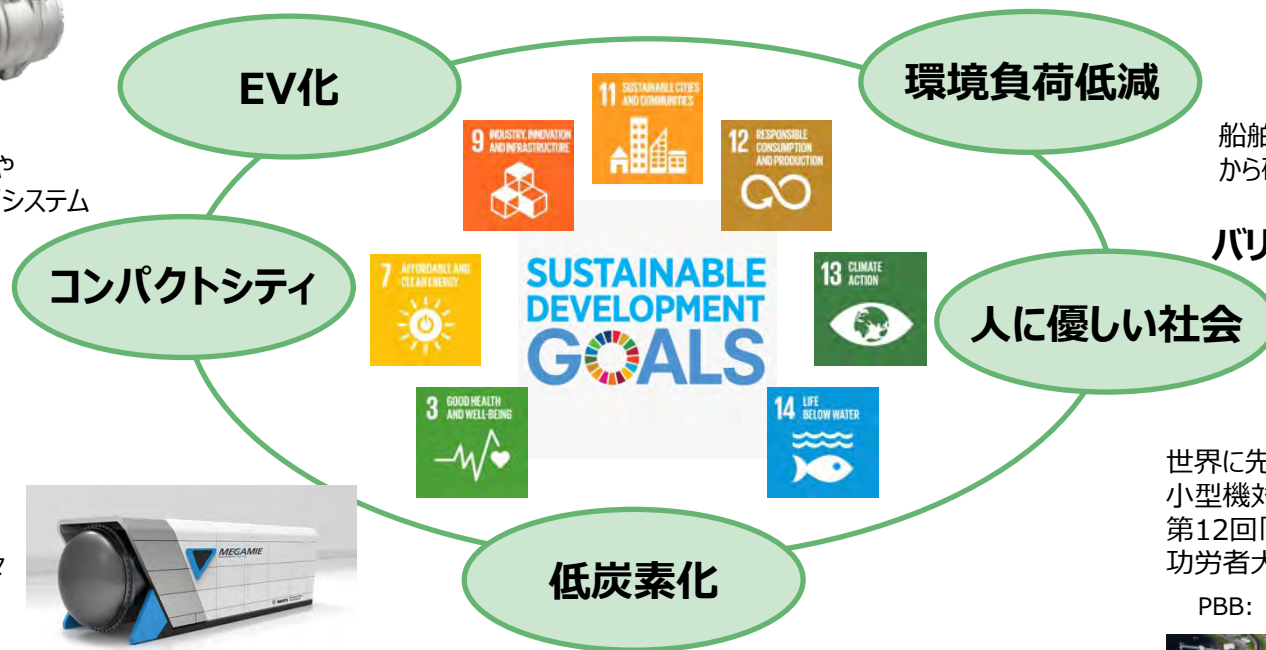 EV化
環境負荷低減
11 SUSTAINABLE CITIES
AND COMMUNITIES
9 INDUSTRY, INNOVATION
AND INFRASTRUCTURE
12 RESPONSIBLE
CONSUMPTION
AND PRODUCTION
船舶
から
や
システム
バリ
コンパクトシティ
7 AFFORDABLE AND
CLEAN ENERGY
SUSTAINABLE
DEVELOPMENT
GOALS
13 CLIMATE
ACTION
人に優しい社会
3 GOOD HEALTH
AND WELL-BEING
14 LIFE
BELOW WATER
世界に先
小型機対
第12回「
功労者大
PBB:
MEGAMIE
低炭素化